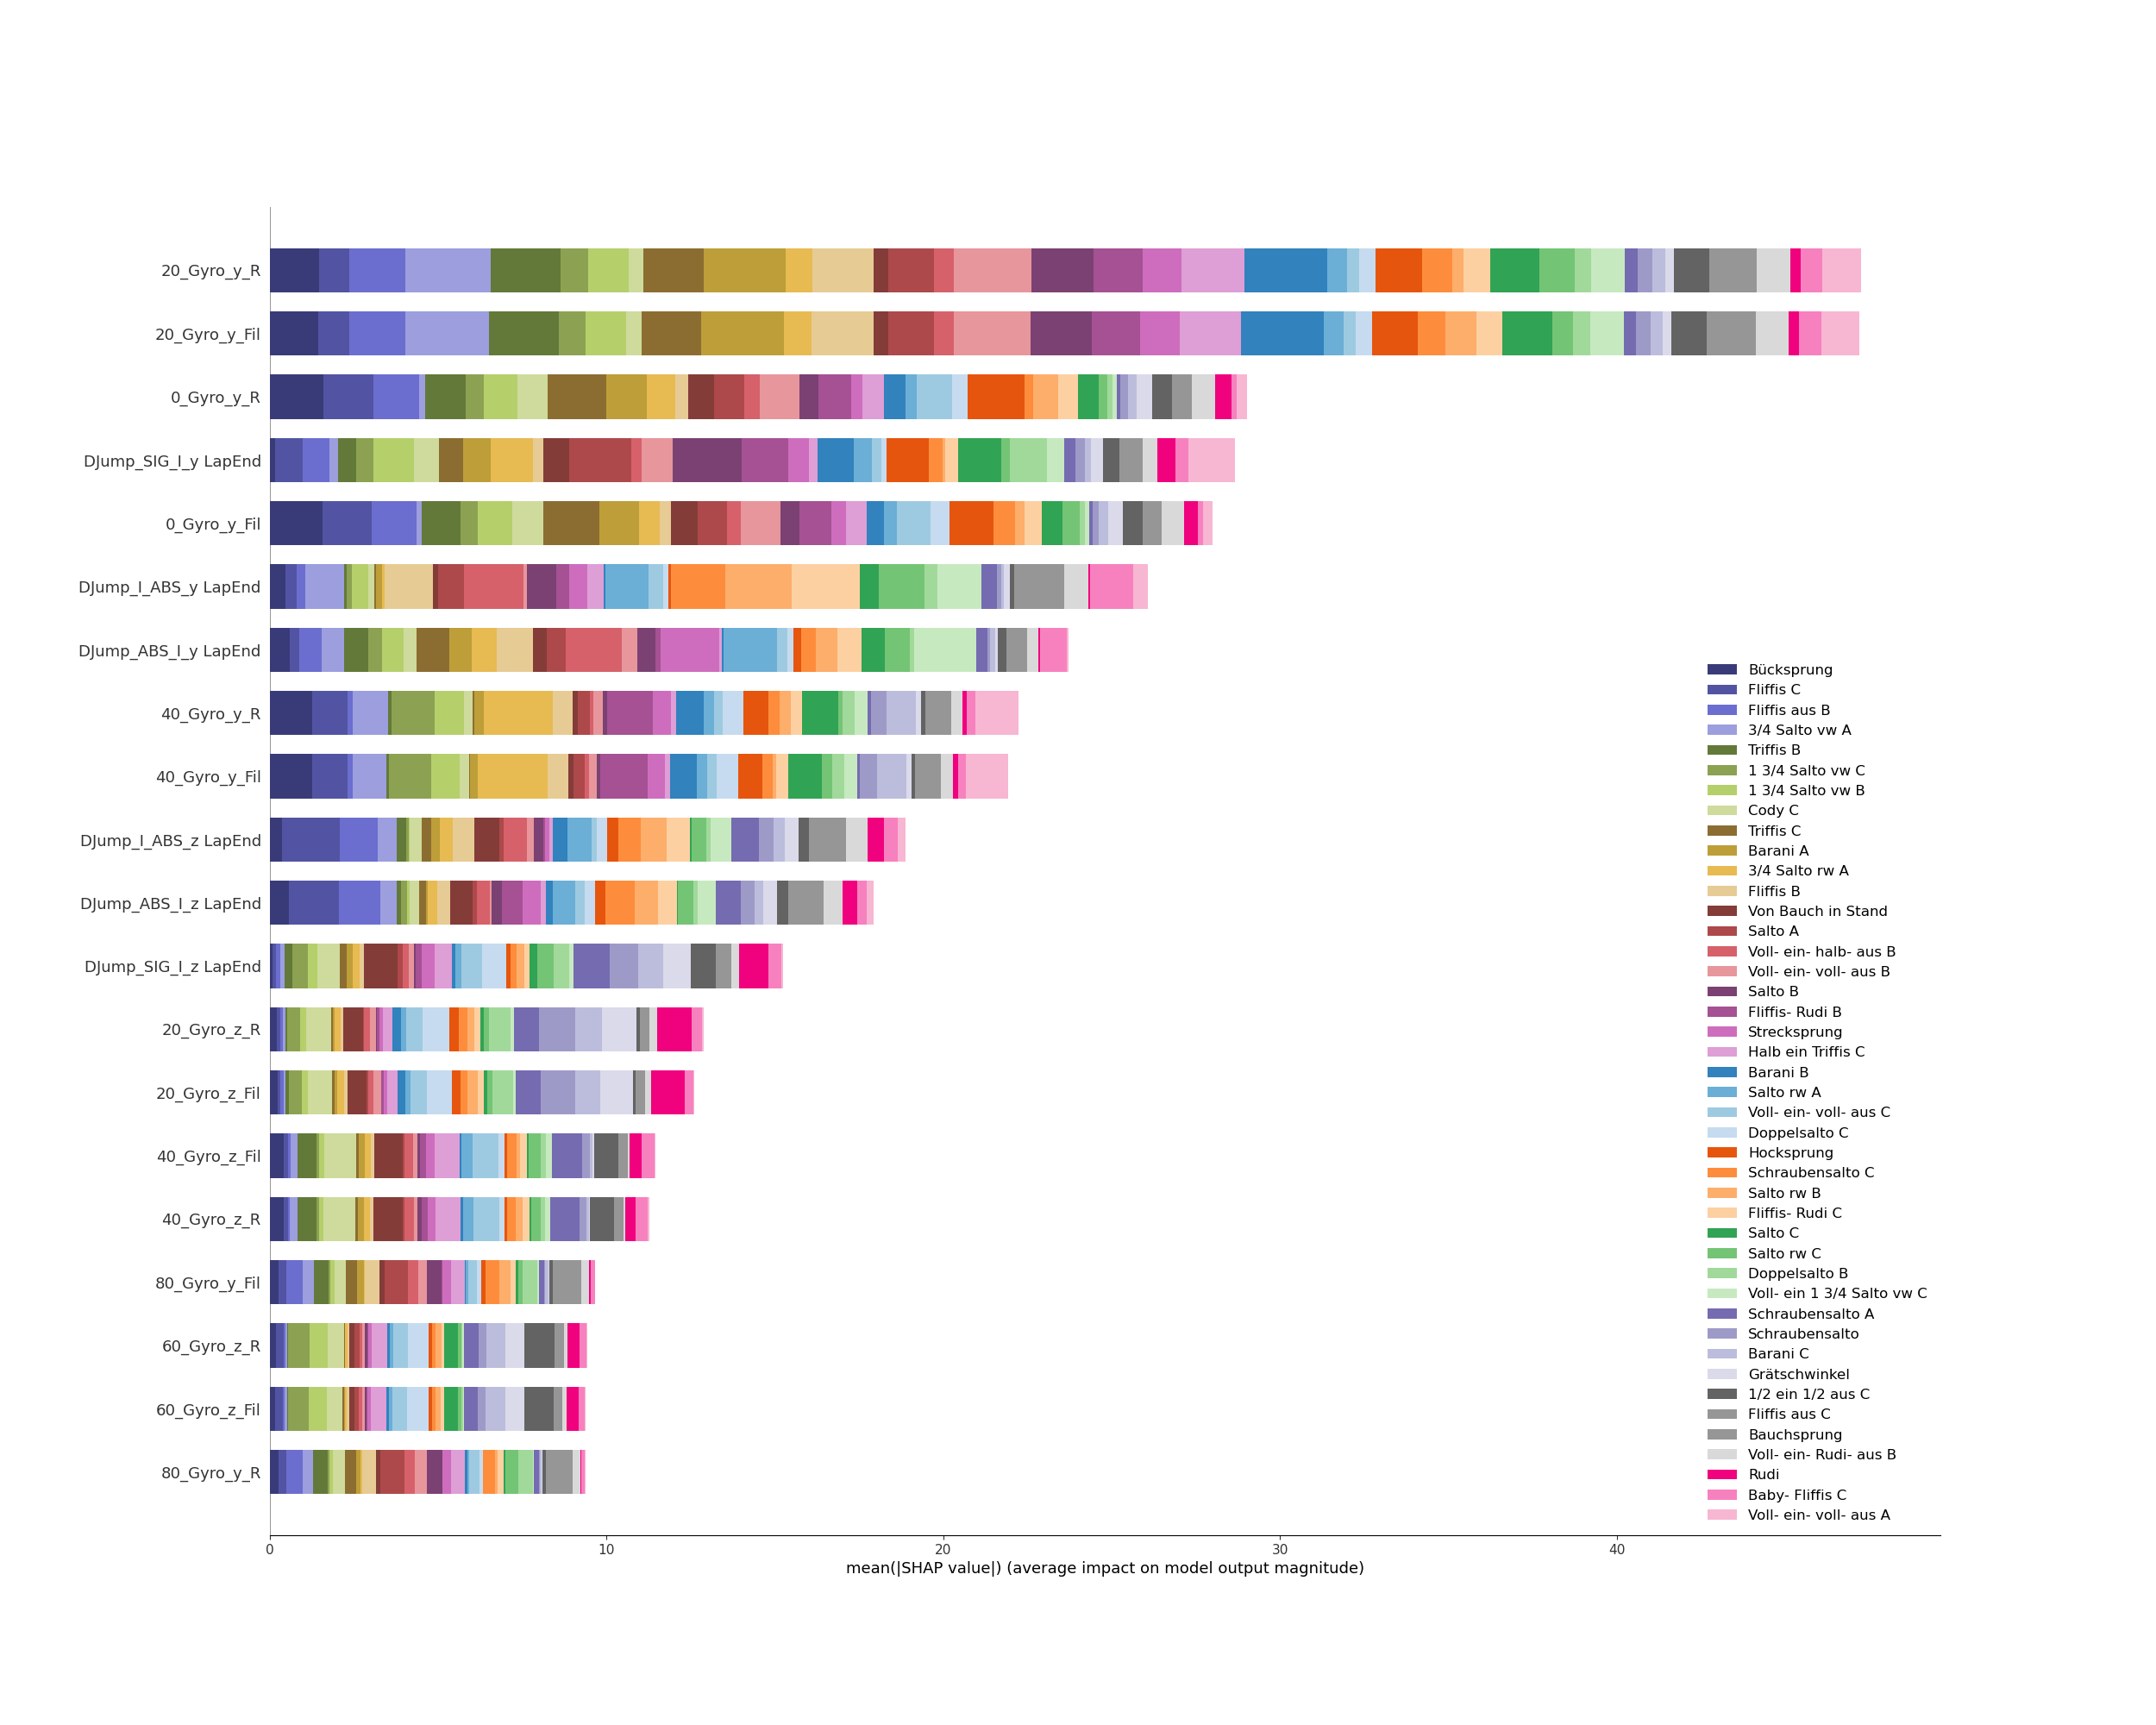 20_Gyro_y_R
20_Gyro_y_Fil
0_Gyro_y_R
DJump_SIG_I_y LapEnd
0_Gyro_y_Fil
DJump_I_ABS_y LapEnd
DJump_ABS_I_y LapEnd
40_Gyro_y_R
40_Gyro_y_Fil
DJump_I_ABS_z LapEnd
DJump_ABS_I_z LapEnd
DJump_SIG_I_z LapEnd
20_Gyro_z_R
20_Gyro_z_Fil
40_Gyro_z_Fil
40_Gyro_z_R
80_Gyro_y_Fil
60_Gyro_z_R
60_Gyro_z_Fil
80_Gyro_y_R
Bücksprung
Fliffis C
Fliffis aus B
3/4 Salto vw A
Triffis B
1 3/4 Salto vw C
1 3/4 Salto vw B
Cody C
Triffis C
Barani A
3/4 Salto rw A
Fliffis B
Von Bauch in Stand
Salto A
Voll- ein- halb- aus B
Voll- ein- voll- aus B
Salto B
Fliffis- Rudi B
Strecksprung
Halb ein Triffis C
Barani B
Salto rw A
Voll- ein- voll- aus C
Doppelsalto C
Hocksprung
Schraubensalto C
Salto rw B
Fliffis- Rudi C
Salto C
Salto rw C
Doppelsalto B
Voll- ein 1 3/4 Salto vw C
Schraubensalto A
Schraubensalto
Barani C
Grätschwinkel
1/2 ein 1/2 aus C
Fliffis aus C
Bauchsprung
Voll- ein- Rudi- aus B
Rudi
Baby- Fliffis C
Voll- ein- voll- aus A
0 10 20 30 40
mean(|SHAP value|) (average impact on model output magnitude)